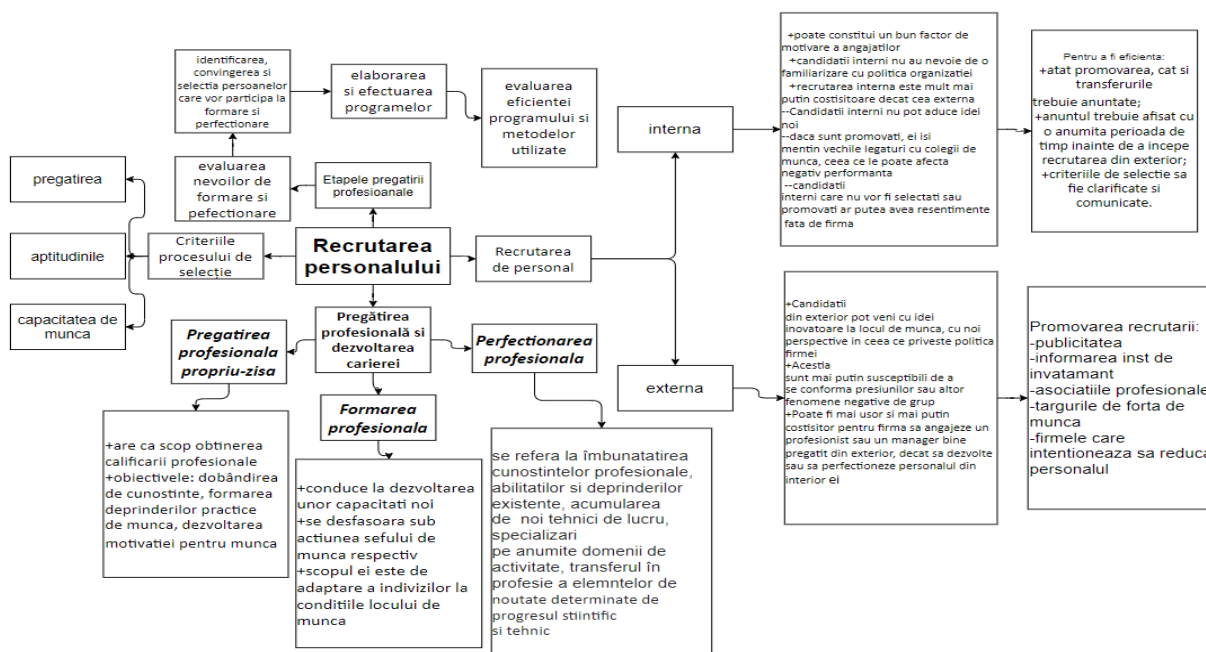 identificarea,
convingerea si
selectia persoanelor
care vor participa la
formare si
perfectionare
elaborarea
si efectuarea
programelor
evaluarea
eficientei
programului si
metodelor
utilizate
evaluarea
nevoilor de
formare si
pefectionare
Etapele pregatirii
profesioanale
pregatirea
aptitudinile
capacitatea de
munca
Criteriile
procesului de
selecție
Recrutarea
personalului
Recrutarea
de personal
interna
+poate constitui un bun factor de
motivare a angajatilor
+candidatii interni nu au nevoie de o
familiarizare cu politica organizatiei
+recrutarea interna este mult mai
putin costisitoare decat cea externa
--Candidatii interni nu pot aduce idei
noi
--daca sunt promovati, ei isi
mentin vechile legaturi cu colegii de
munca, ceea ce le poate afecta
negativ performanta
--candidatii
interni care nu vor fi selectati sau
promovati ar putea avea resentimente
fata de firma
Pentru a fi eficienta:
+atat promovarea, cat si
transferurile
trebuie anuntate;
+anuntul trebuie afisat cu
o anumita perioada de
timp inainte de a incepe
recrutarea din exterior;
+criteriile de selectie sa
fie clarificate si
comunicate.
externa
+Candidatii
din exterior pot veni cu idei
inovatoare la locul de munca, cu noi
perspective in ceea ce priveste politica
firmei
+Acestia
sunt mai putin susceptibili de a
se conforma presiunilor sau altor
fenomene negative de grup
+Poate fi mai usor si mai putin
costisitor pentru firma sa angajeze un
profesionist sau un manager bine
pregatit din exterior, decat sa dezvolte
sau sa perfectioneze personalul din
interior ei
Promovarea recrutarii:
-publicitatea
-informarea inst de
invatamant
-asociatiile profesionale
-targurile de forta de
munca
-firmele care
intentioneaza sa reduca
personalul
Pregătirea
profesională si
dezvoltarea
carierei
Pregatirea
profesionala
propriu-zisa
Perfectionarea
profesionala
Formarea
profesionala
+are ca scop obtinerea
calificarii profesionale
+obiectivele: dobândirea
de cunostinte, formarea
deprinderilor practice
de munca, dezvoltarea
motivatiei pentru munca
+conduce la dezvoltarea
unor capacitati noi
+se desfasoara sub
actiunea sefului de
munca respectiv
+scopul ei este de
adaptare a indivizilor la
conditiile locului de
munca
se refera la îmbunatatirea
cunostintelor profesionale,
abilitatilor si deprinderilor
existente, acumularea
de noi tehnici de lucru,
specializari
pe anumite domenii de
activitate, transferul în
profesie a elemntelor de
noutate determinate de
progresul stiintific
si tehnic